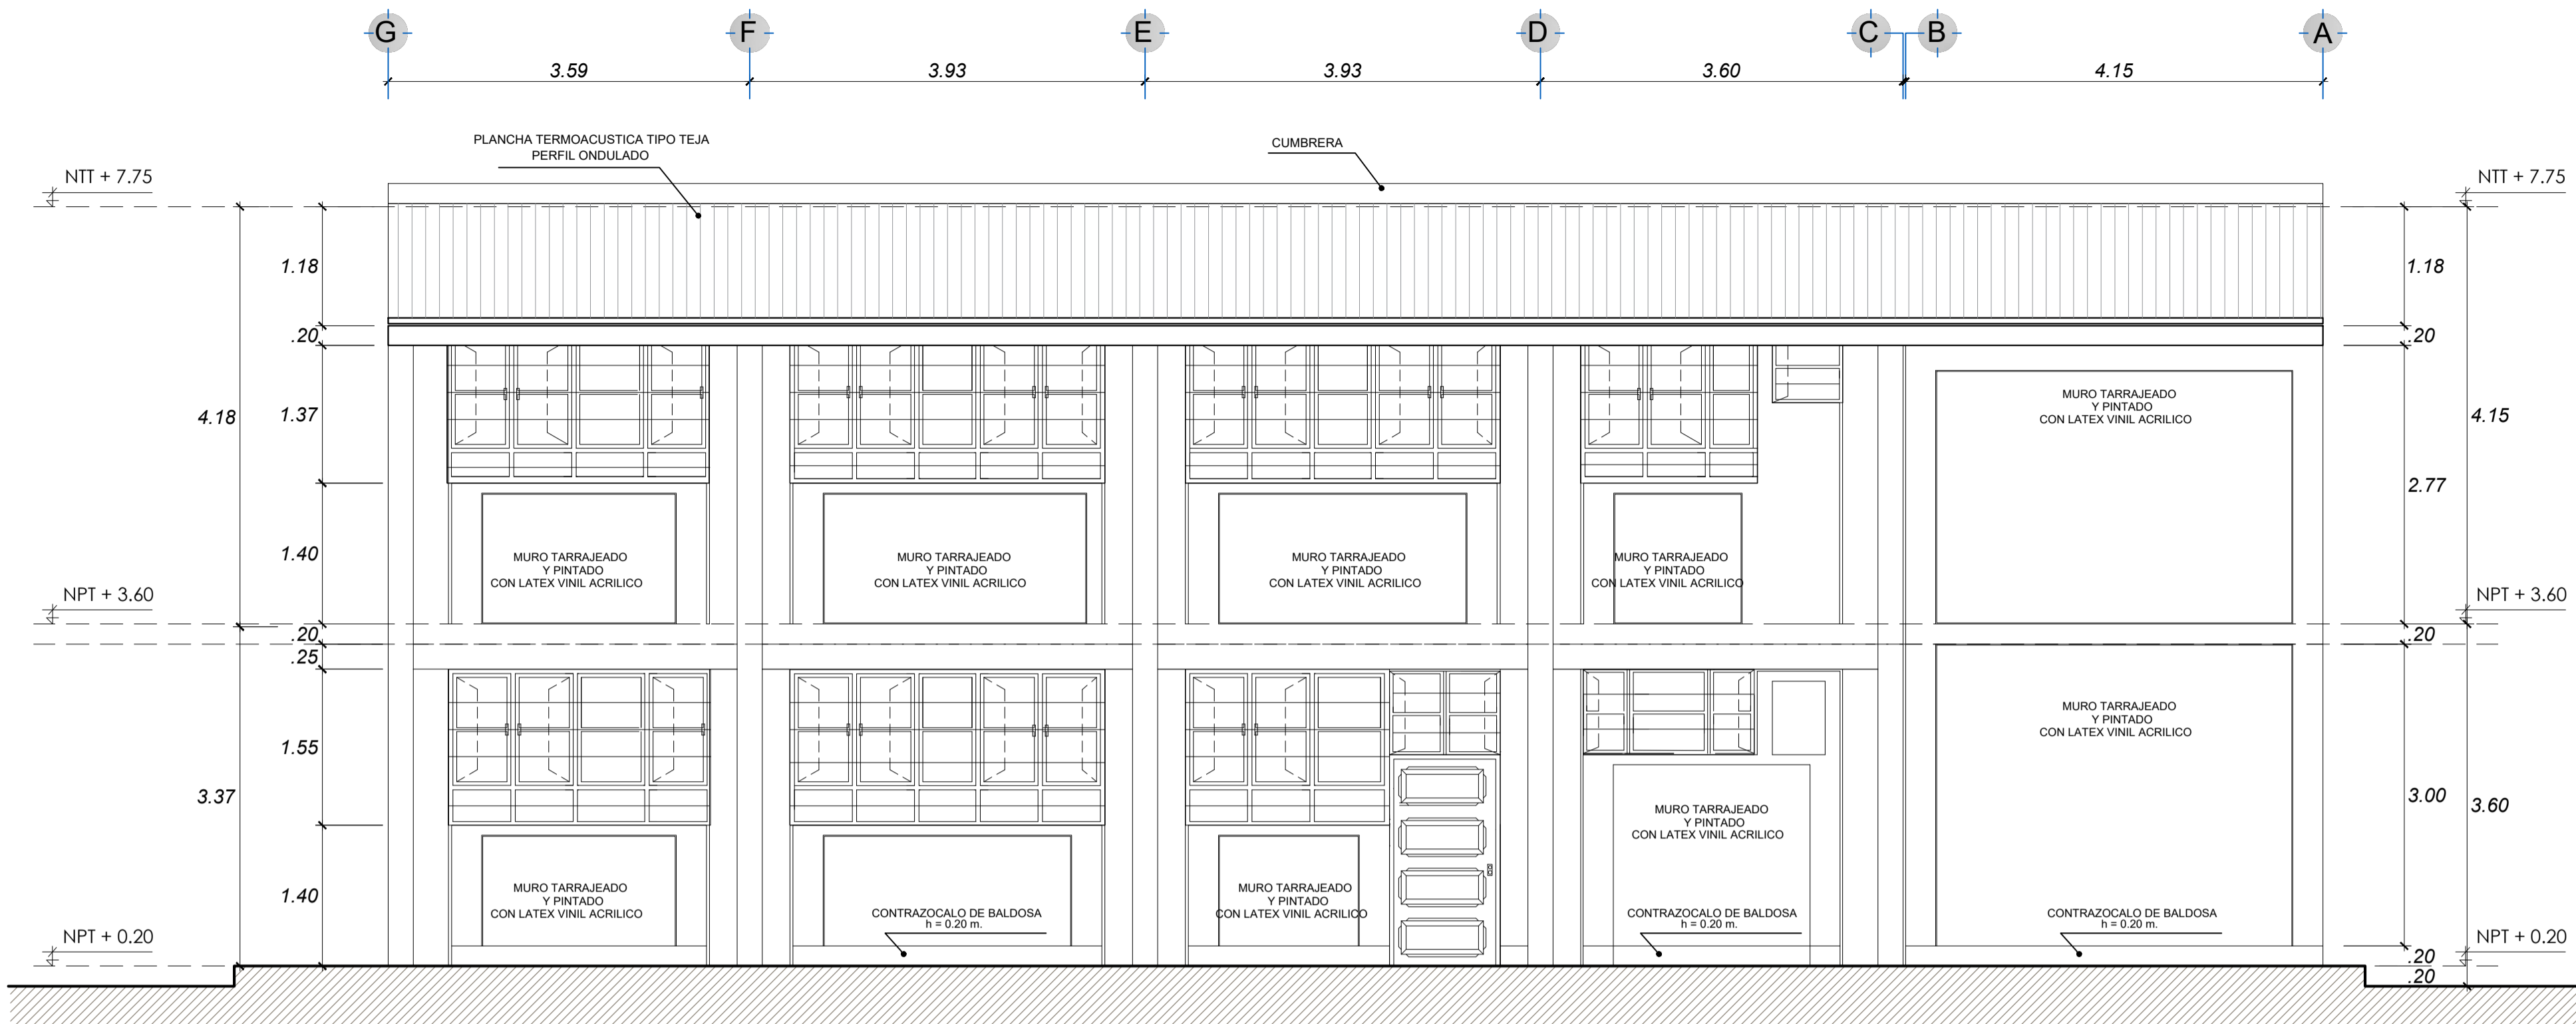 G F E D C B A
3.59 3.93 3.93 3.60 4.15
PLANCHA TERMOACUSTICA TIPO TEJA
PERFIL ONDULADO
CUMBRERA
NTT + 7.75
NTT + 7.75
1.18
1.18
.20
.20
4.18
1.37
MURO TARRAJEADO
Y PINTADO
CON LATEX VINIL ACRILICO
4.15
2.77
1.40
MURO TARRAJEADO
Y PINTADO
CON LATEX VINIL ACRILICO
MURO TARRAJEADO
Y PINTADO
CON LATEX VINIL ACRILICO
MURO TARRAJEADO
Y PINTADO
CON LATEX VINIL ACRILICO
MURO TARRAJEADO
Y PINTADO
CON LATEX VINIL ACRILICO
NPT + 3.60
NPT + 3.60
.20
.20
.25
1.55
MURO TARRAJEADO
Y PINTADO
CON LATEX VINIL ACRILICO
3.37
3.00
3.60
MURO TARRAJEADO
Y PINTADO
CON LATEX VINIL ACRILICO
1.40
MURO TARRAJEADO
Y PINTADO
CON LATEX VINIL ACRILICO
MURO TARRAJEADO
Y PINTADO
CON LATEX VINIL ACRILICO
CONTRAZOCALO DE BALDOSA
h = 0.20 m.
CONTRAZOCALO DE BALDOSA
h = 0.20 m.
CONTRAZOCALO DE BALDOSA
h = 0.20 m.
NPT + 0.20
NPT + 0.20
.20
.20